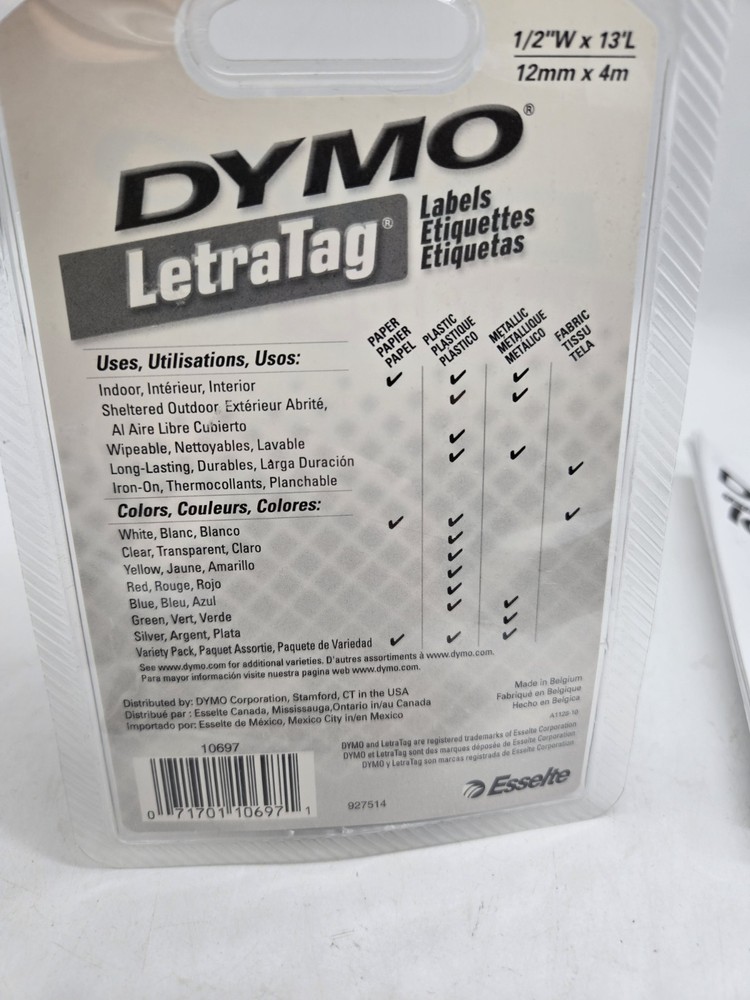 1/2"W x 13'L
12mm x 4m
DYMO®
LetraTag®
Labels
Etiquettes
Etiquetas
PAPER
PAPIER
PAPEL
PLASTIC
PLASTIQUE
PLÁSTICO
METALLIC
MÉTALLIQUE
METÁLICO
FABRIC
TISSU
TELA
Uses, Utilisations, Usos:
Indoor, Intérieur, Interior ✔ ✔ ✔
Sheltered Outdoor, Extérieur Abrité, ✔ ✔
Al Aire Libre Cubierto
Wipeable, Nettoyables, Lavable ✔
Long-Lasting, Durables, Lárga Duración ✔ ✔
Iron-On, Thermocollants, Planchable ✔
Colors, Couleurs, Colores:
White, Blanc, Blanco ✔ ✔ ✔
Clear, Transparent, Claro ✔
Yellow, Jaune, Amarillo ✔
Red, Rouge, Rojo ✔
Blue, Bleu, Azul ✔
Green, Vert, Verde ✔ ✔
Silver, Argent, Plata ✔
Variety Pack, Paquet Assortie, Paquete de Variedad ✔ ✔ ✔
See www.dymo.com for additional varieties. D'autres assortiments à www.dymo.com.
Para mayor información visite nuestra pagina web www.dymo.com.
Distributed by: DYMO Corporation, Stamford, CT in the USA
Distribué par : Esselte Canada, Mississauga,Ontario in/au Canada
Importado por: Esselte de México, Mexico City in/en Mexico
Made in Belgium
Fabriqué en Belgique
Hecho en Belgica
DYMO and LetraTag are registered trademarks of Esselte Corporation
DYMO et LetraTag sont des marques déposée de Esselte Corporation
DYMO y LetraTag son marcas registrada de Esselte Corporation
10697
0 71701 10697 1
927514
Esselte